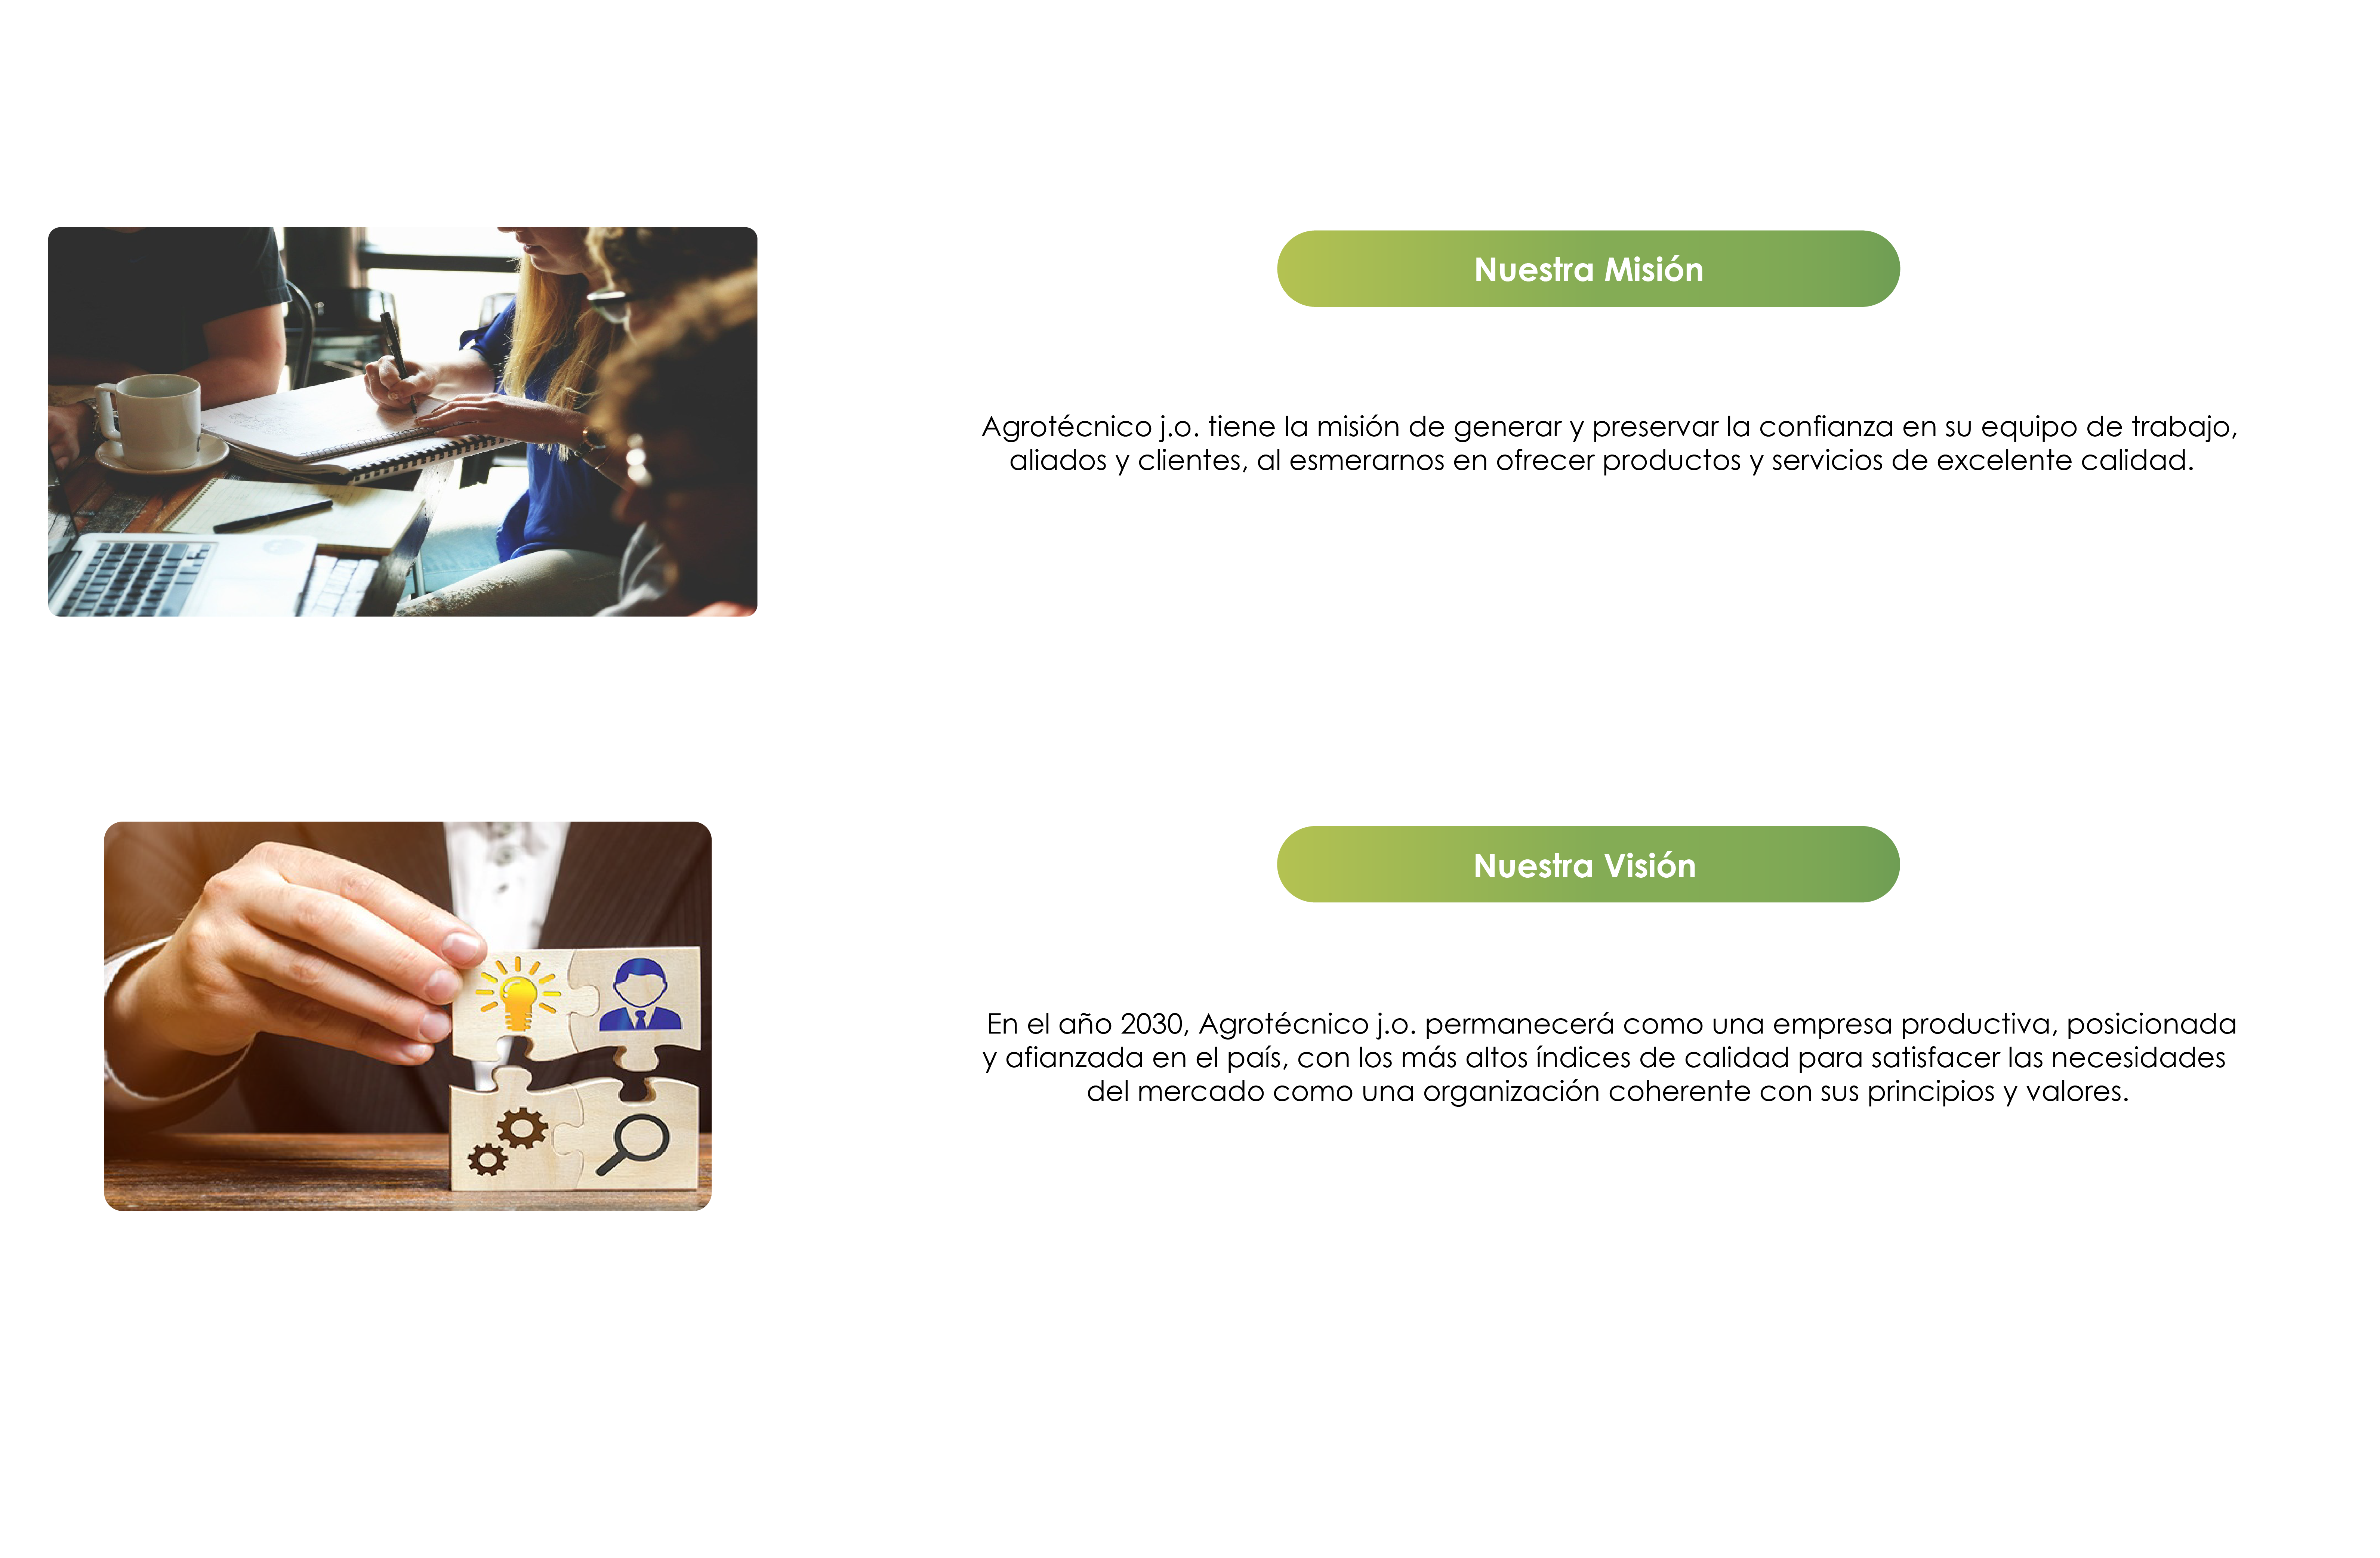 Nuestra Misión
Agrotécnico j.o. tiene la misión de generar y preservar la confianza en su equipo de trabajo,
aliados y clientes, al esmerarnos en ofrecer productos y servicios de excelente calidad.
Nuestra Visión
En el año 2030, Agrotécnico j.o. permanecerá como una empresa productiva, posicionada
y afianzada en el país, con los más altos índices de calidad para satisfacer las necesidades
del mercado como una organización coherente con sus principios y valores.